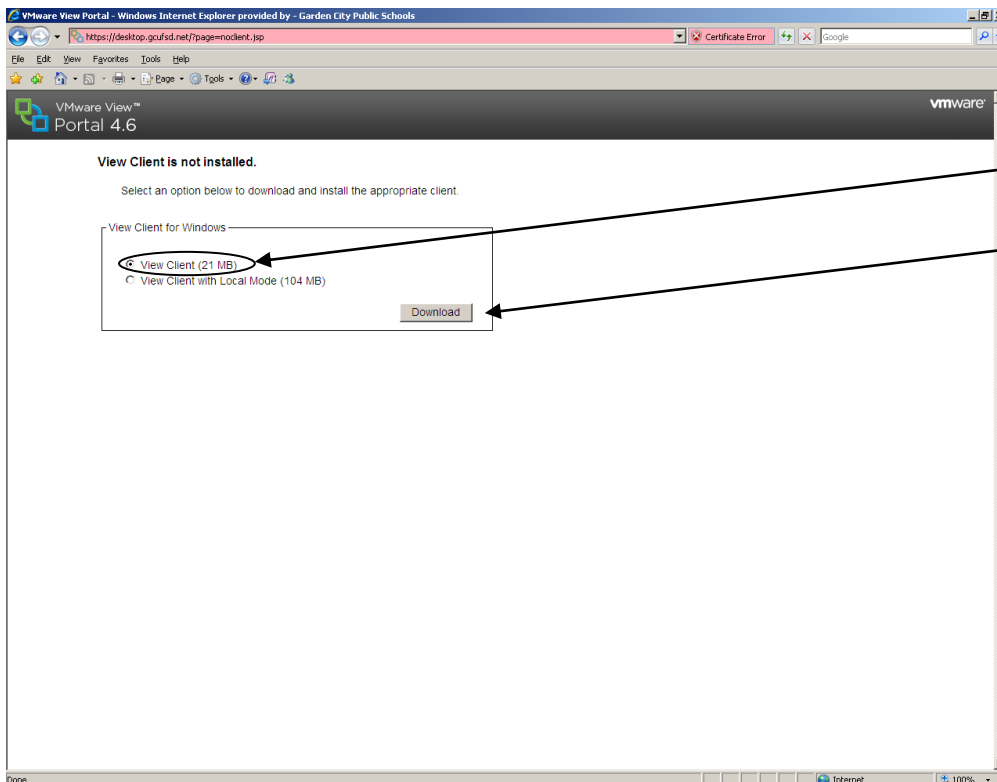 VMware View Portal - Windows Internet Explorer provided by - Garden City Public Schools
https://desktop.gcufsd.net/?page=noclient.jsp
Certificate Error
Google
File Edit View Favorites Tools Help
Page Tools
VMware View™
Portal 4.6
vmware
View Client is not installed.
Select an option below to download and install the appropriate client.
View Client for Windows
View Client (21 MB)
View Client with Local Mode (104 MB)
Download
Done
Internet
100%